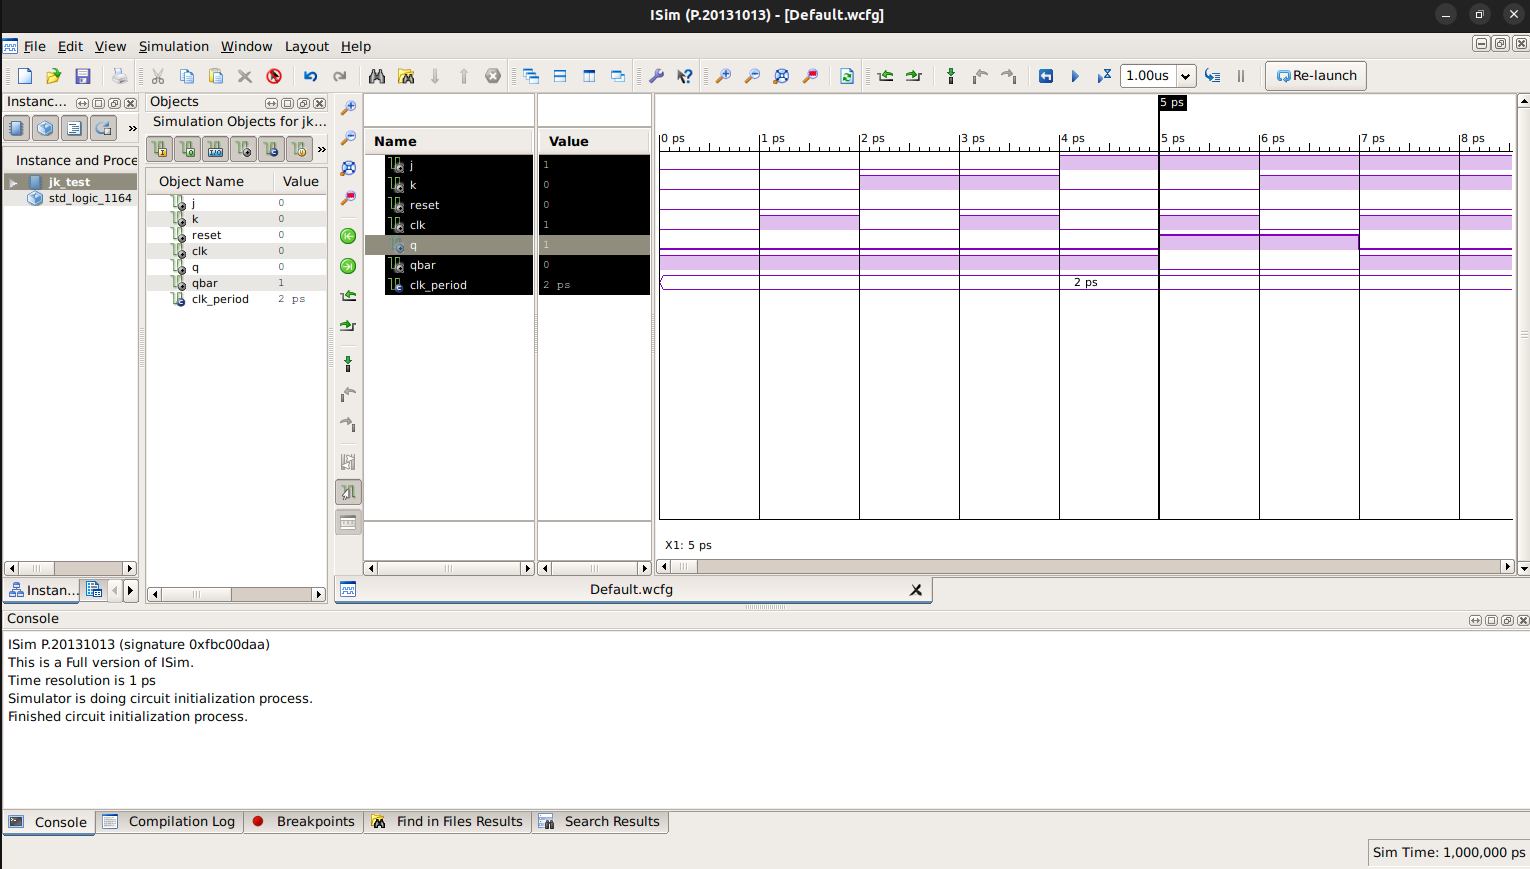 ISim (P.20131013) - [Default.wcfg]
File Edit View Simulation Window Layout Help
1.00us
Re-launch
Instanc...
Instance and Proce
jk_test
std_logic_1164
Instan...
Objects
Simulation Objects for jk...
Object Name Value
j 0
k 0
reset 0
clk 0
q 0
qbar 1
clk_period 2 ps
Name Value
j 1
k 0
reset 0
clk 1
q 1
qbar 0
clk_period 2 ps
5 ps
0 ps 1 ps 2 ps 3 ps 4 ps 5 ps 6 ps 7 ps 8 ps
2 ps
X1: 5 ps
Default.wcfg
Console
ISim P.20131013 (signature 0xfbc00daa)
This is a Full version of ISim.
Time resolution is 1 ps
Simulator is doing circuit initialization process.
Finished circuit initialization process.
Console Compilation Log Breakpoints Find in Files Results Search Results
Sim Time: 1,000,000 ps